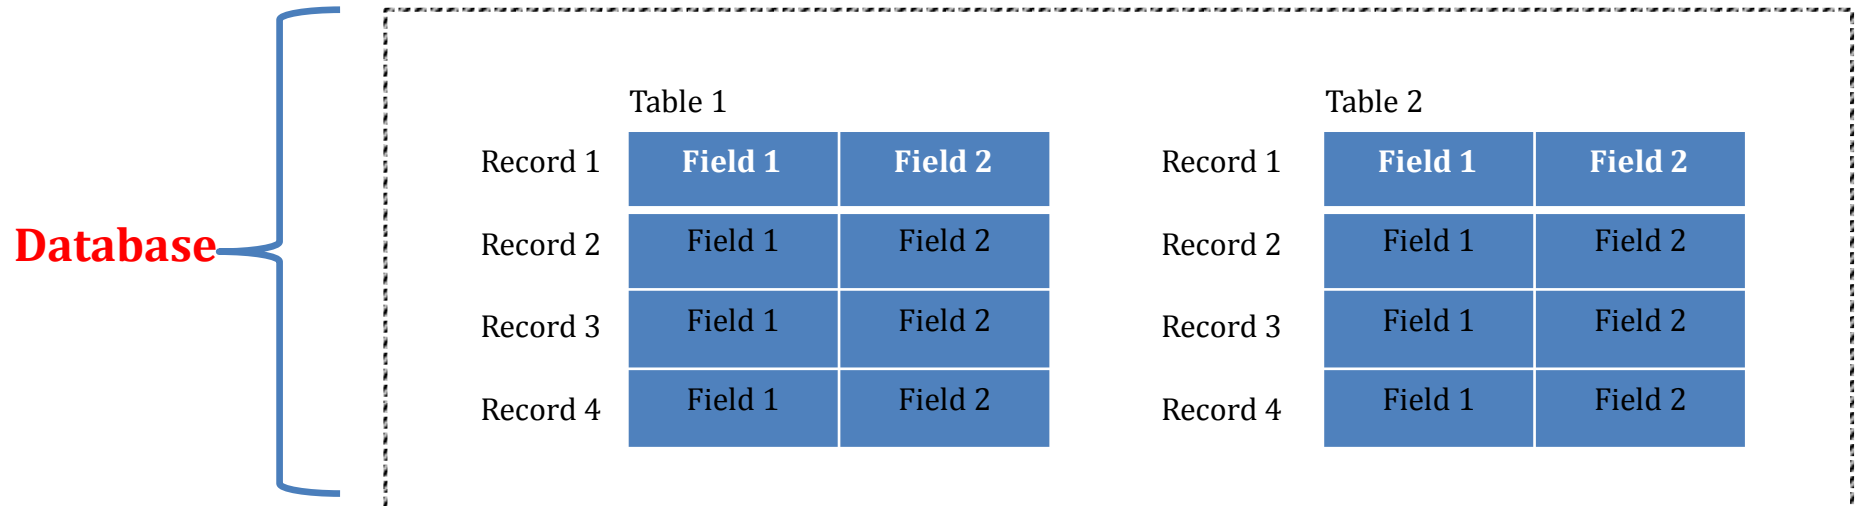 Table 1 Table 2
Record 1 Field 1 Field 2 Record 1 Field 1 Field 2
Database Record 2 Field 1 Field 2 Record 2 Field 1 Field 2
Record 3 Field 1 Field 2 Record 3 Field 1 Field 2
Record 4 Field 1 Field 2 Record 4 Field 1 Field 2